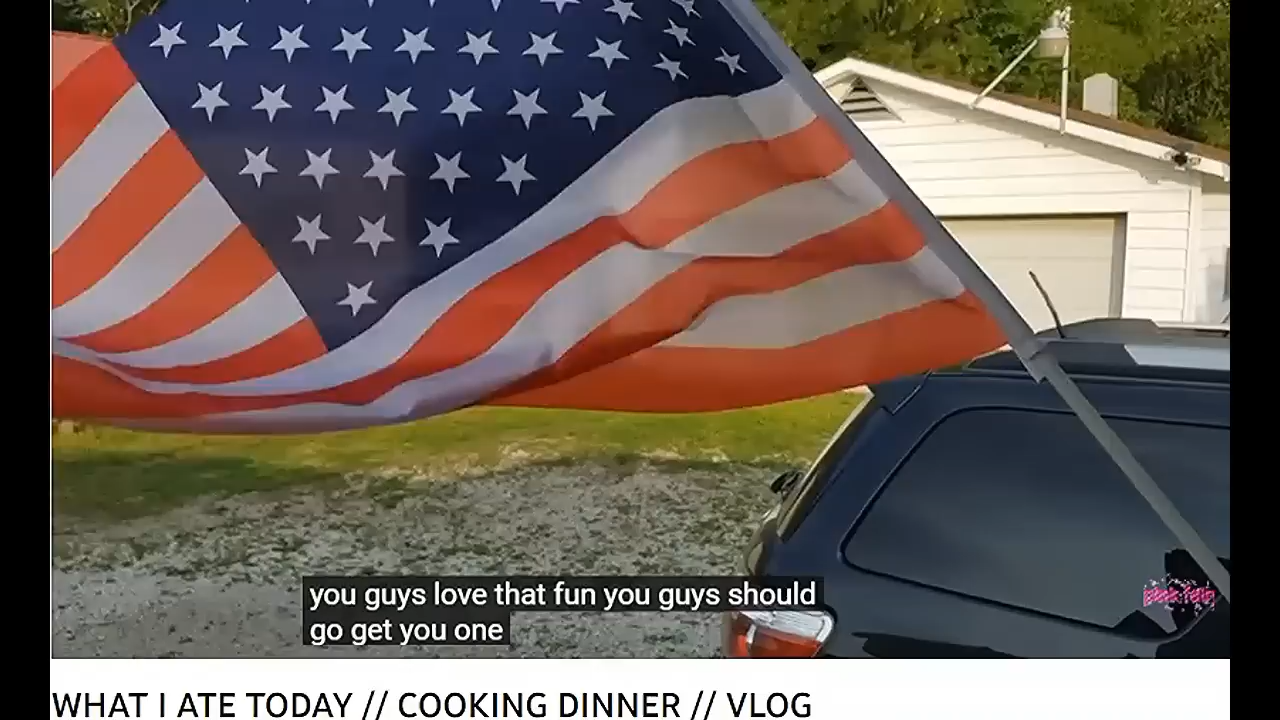 you guys love that fun you guys should
go get you one
WHAT I ATE TODAY // COOKING DINNER // VLOG